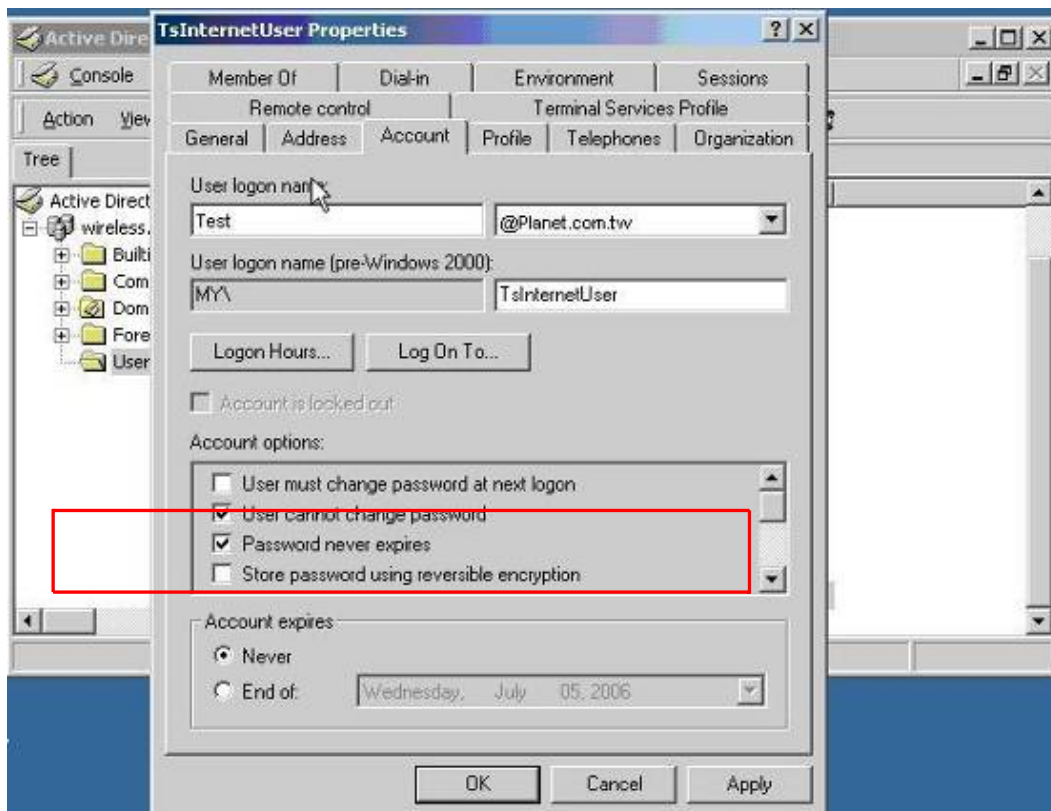 Active Dire
TsInternetUser Properties
Console
Action View
Tree
Active Direct
wireless.
Builti
Com
Dom
Fore
User
Member Of Dial-in Environment Sessions
Remote control Terminal Services Profile
General Address Account Profile Telephones Organization
User logon name:
Test @Planet.com.tw
User logon name (pre-Windows 2000):
MY\ TsInternetUser
Logon Hours... Log On To...
Account is locked out
Account options:
User must change password at next logon
User cannot change password
Password never expires
Store password using reversible encryption
Account expires
Never
End of: Wednesday, July 05, 2006
OK Cancel Apply